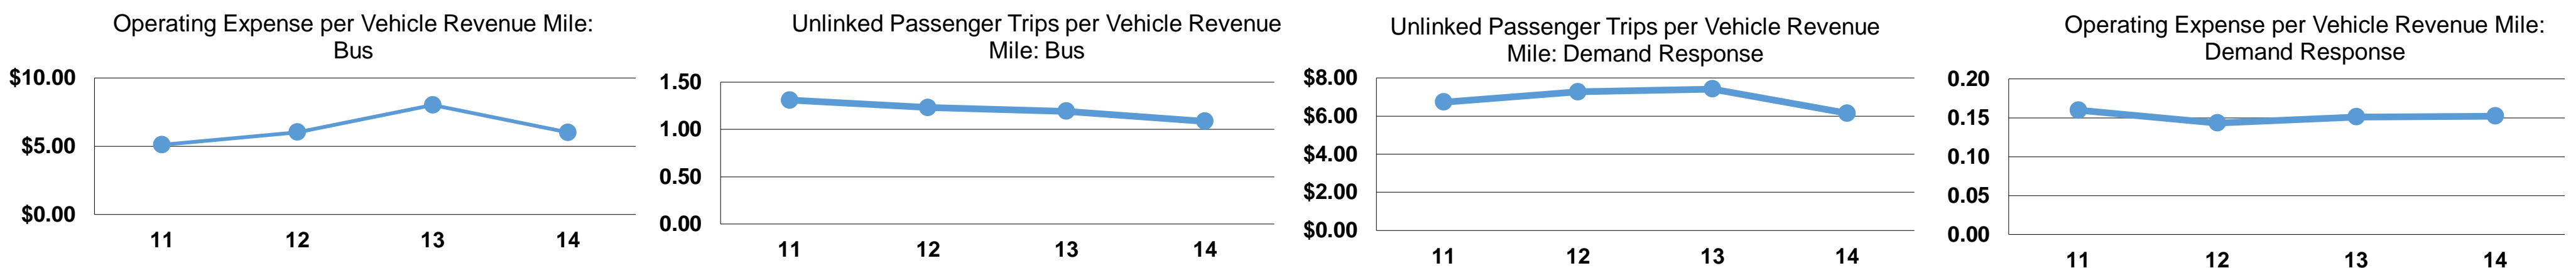 Operating Expense per Vehicle Revenue Mile:
Bus
$10.00
$5.00
$0.00
11 12 13 14
Unlinked Passenger Trips per Vehicle Revenue
Mile: Bus
1.50
1.00
0.50
0.00
11 12 13 14
Unlinked Passenger Trips per Vehicle Revenue
Mile: Demand Response
$8.00
$6.00
$4.00
$2.00
$0.00
11 12 13 14
Operating Expense per Vehicle Revenue Mile:
Demand Response
0.20
0.15
0.10
0.05
0.00
11 12 13 14